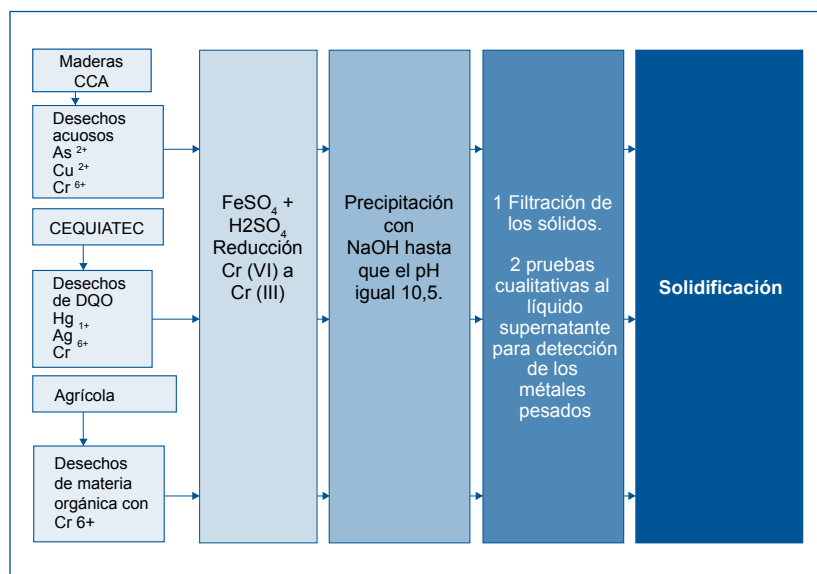 Maderas
CCA
Desechos
acuosos
As ²⁺
Cu ²⁺
Cr ⁶⁺
CEQUIATEC
Desechos
de DQO
Hg ₁₊
Ag ₆₊
Cr
Agrícola
Desechos
de materia
orgánica con
Cr 6+
FeSO₄ +
H2SO₄
Reducción
Cr (VI) a
Cr (III)
Precipitación
con
NaOH hasta
que el pH
igual 10,5.
1 Filtración de
los sólidos.
2 pruebas
cualitativas al
líquido
supernatante
para detección
de los
métales
pesados
Solidificación